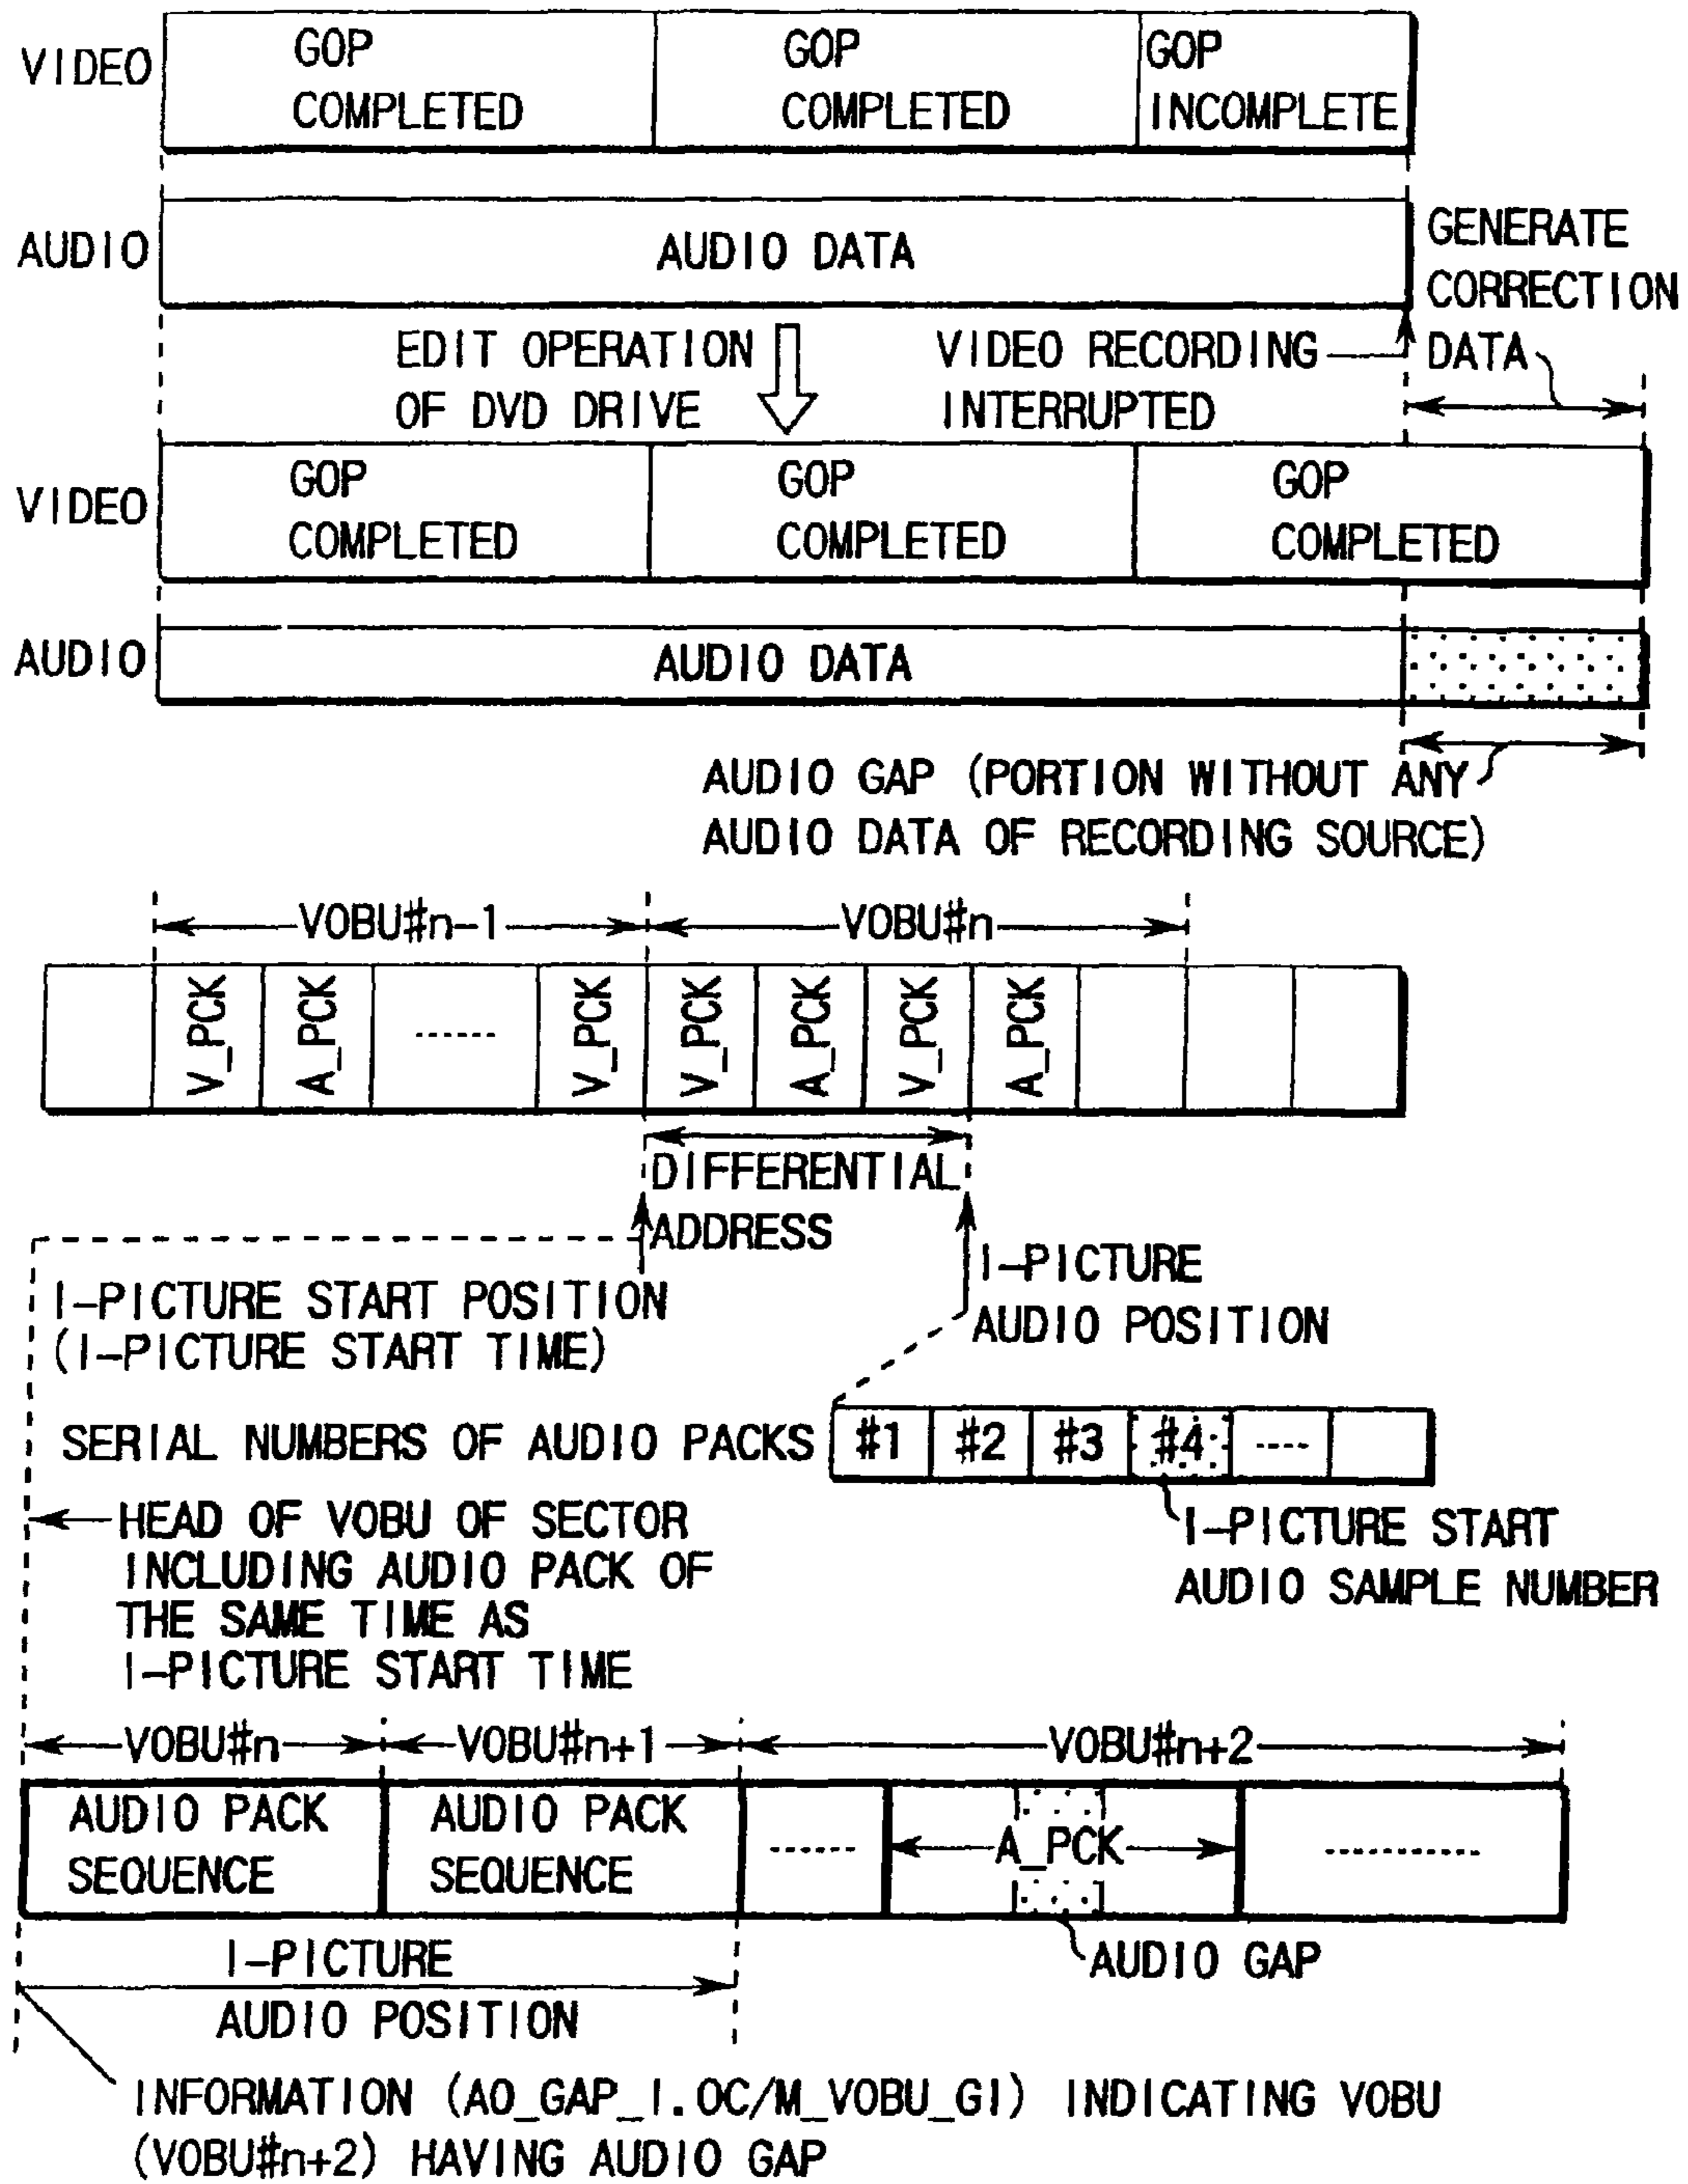 VIDEO
GOP
COMPLETED
GOP
COMPLETED
GOP
INCOMPLETE
AUDIO
AUDIO DATA
GENERATE
CORRECTION
DATA
EDIT OPERATION
OF DVD DRIVE
VIDEO RECORDING
INTERRUPTED
VIDEO
GOP
COMPLETED
GOP
COMPLETED
GOP
COMPLETED
AUDIO
AUDIO DATA
AUDIO GAP (PORTION WITHOUT ANY
AUDIO DATA OF RECORDING SOURCE)
VOBU#n-1
VOBU#n
V_PCK
A_PCK
V_PCK
V_PCK
A_PCK
V_PCK
A_PCK
DIFFERENTIAL
ADDRESS
I-PICTURE START POSITION
(I-PICTURE START TIME)
I-PICTURE
AUDIO POSITION
SERIAL NUMBERS OF AUDIO PACKS
#1
#2
#3
#4
I-PICTURE START
AUDIO SAMPLE NUMBER
HEAD OF VOBU OF SECTOR
INCLUDING AUDIO PACK OF
THE SAME TIME AS
I-PICTURE START TIME
VOBU#n
VOBU#n+1
VOBU#n+2
AUDIO PACK
SEQUENCE
AUDIO PACK
SEQUENCE
A_PCK
AUDIO GAP
I-PICTURE
AUDIO POSITION
INFORMATION (A0_GAP_I.OC/M_VOBU_GI) INDICATING VOBU
(VOBU#n+2) HAVING AUDIO GAP